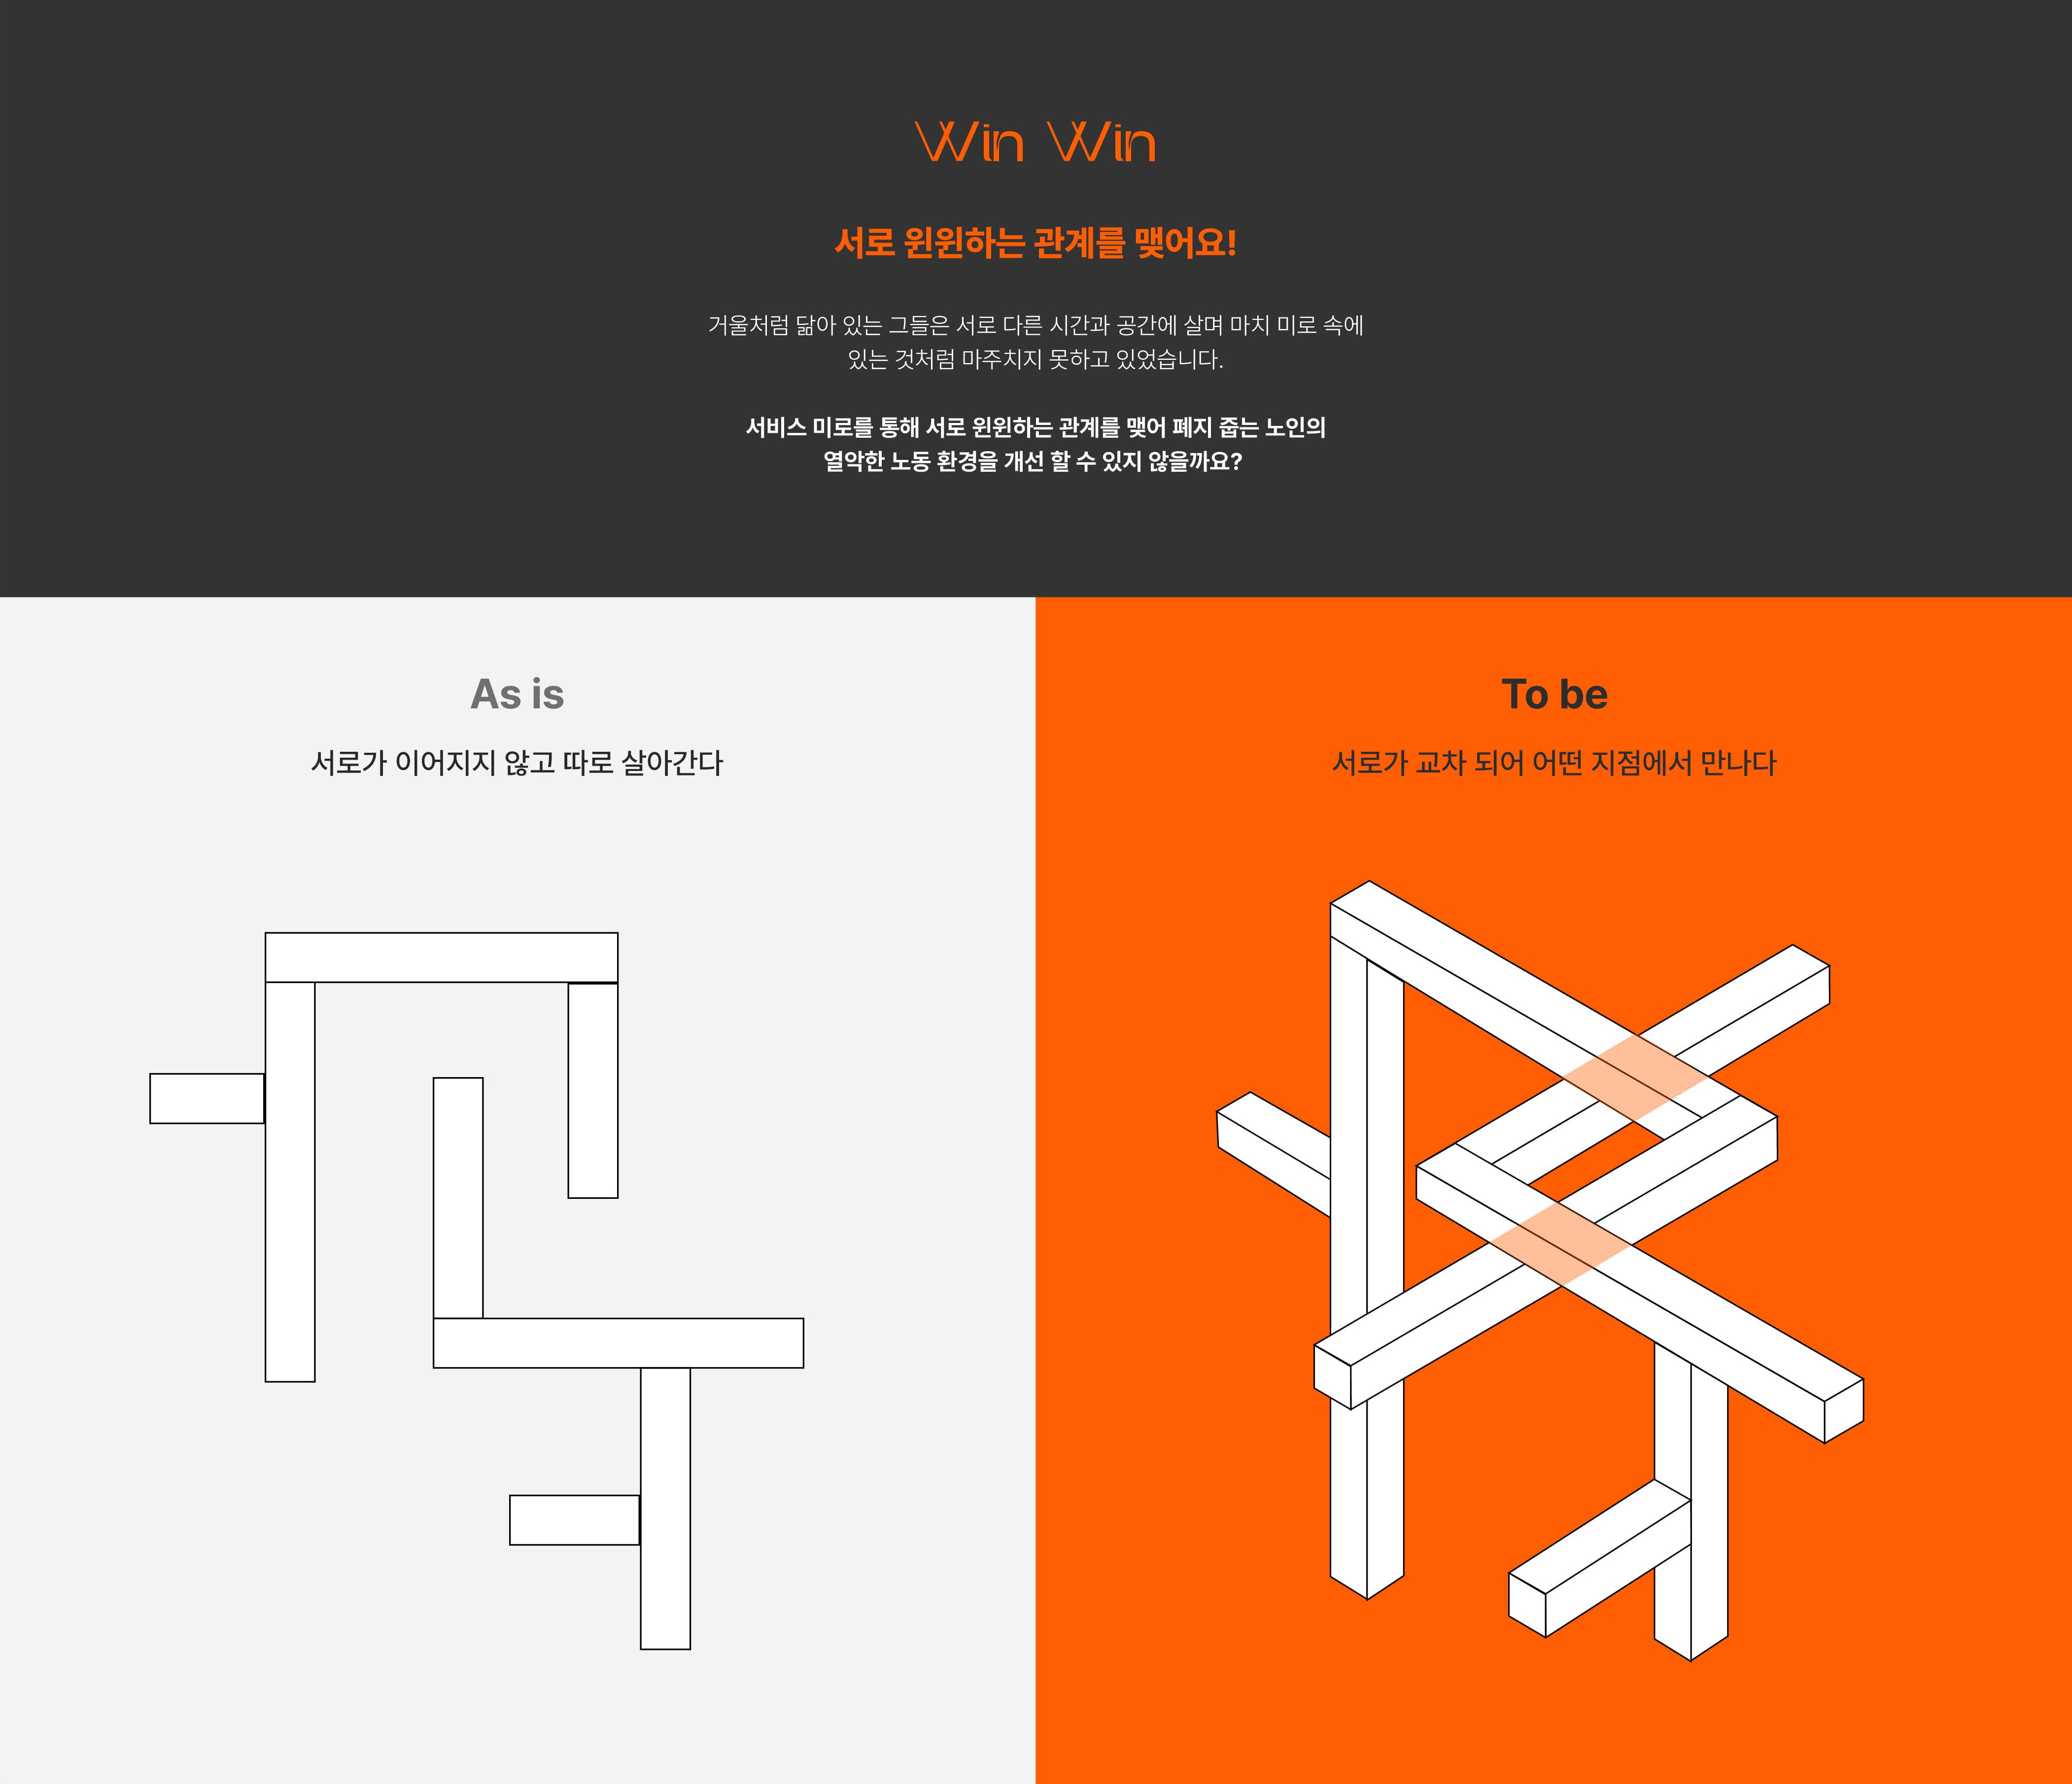 Win Win
서로 윈윈하는 관계를 맺어요!
거울처럼 닮아 있는 그들은 서로 다른 시간과 공간에 살며 마치 미로 속에
있는 것처럼 마주치지 못하고 있었습니다.
서비스 미로를 통해 서로 윈윈하는 관계를 맺어 폐지 줍는 노인의
열악한 노동 환경을 개선 할 수 있지 않을까요?
As is
서로가 이어지지 않고 따로 살아간다
To be
서로가 교차 되어 어떤 지점에서 만나다